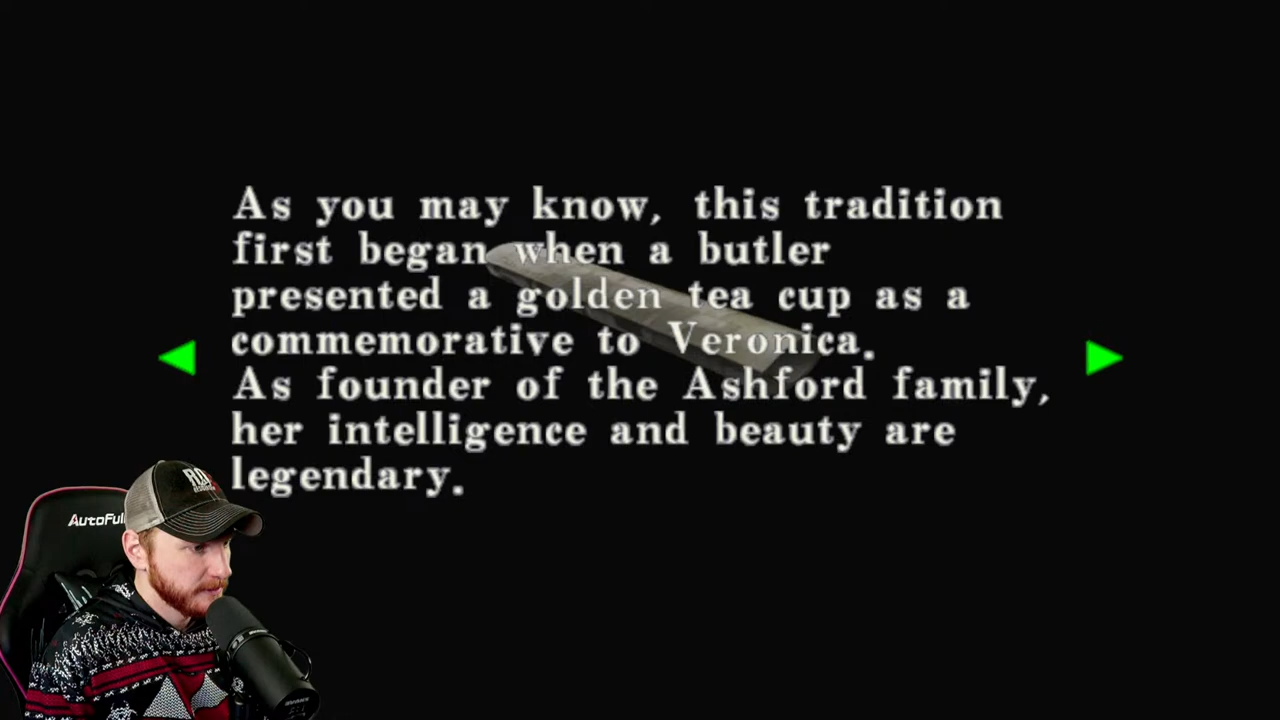 As you may know, this tradition
first began when a butler
presented a golden tea cup as a
commemorative to Veronica.
As founder of the Ashford family,
her intelligence and beauty are
legendary.
AutoFull